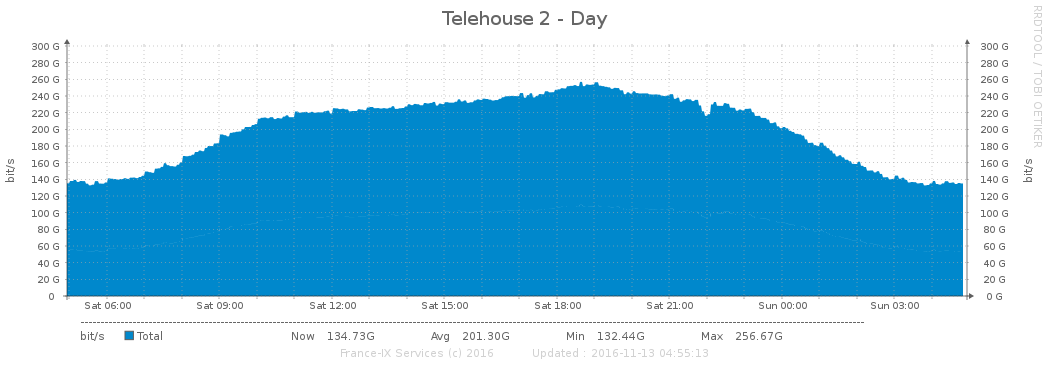 Telehouse 2 - Day
RRDTOOL / TOBI OETIKER
bit/s
bit/s
300 G 300 G
280 G 280 G
260 G 260 G
240 G 240 G
220 G 220 G
200 G 200 G
180 G 180 G
160 G 160 G
140 G 140 G
120 G 120 G
100 G 100 G
80 G 80 G
60 G 60 G
40 G 40 G
20 G 20 G
0 0 G
Sat 06:00 Sat 09:00 Sat 12:00 Sat 15:00 Sat 18:00 Sat 21:00 Sun 00:00 Sun 03:00
bit/s Total Now 134.73G Avg 201.30G Min 132.44G Max 256.67G
France-IX Services (c) 2016 Updated : 2016-11-13 04:55:13